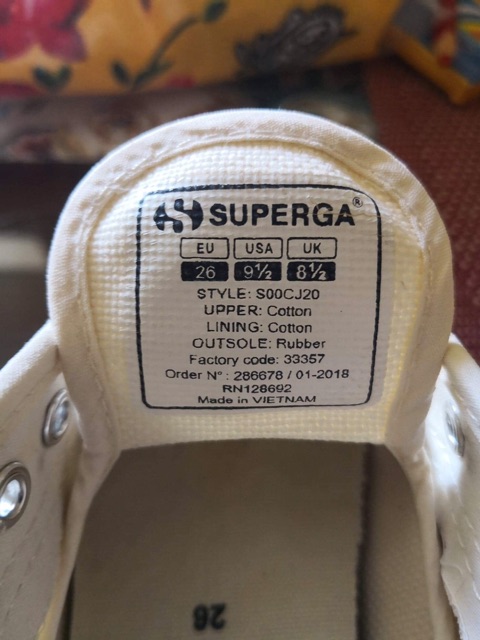 SUPERGA®
EU USA UK
26 9½ 8½
STYLE: S00CJ20
UPPER: Cotton
LINING: Cotton
OUTSOLE: Rubber
Factory code: 33357
Order N° : 286678 / 01-2018
RN128692
Made in VIETNAM
26